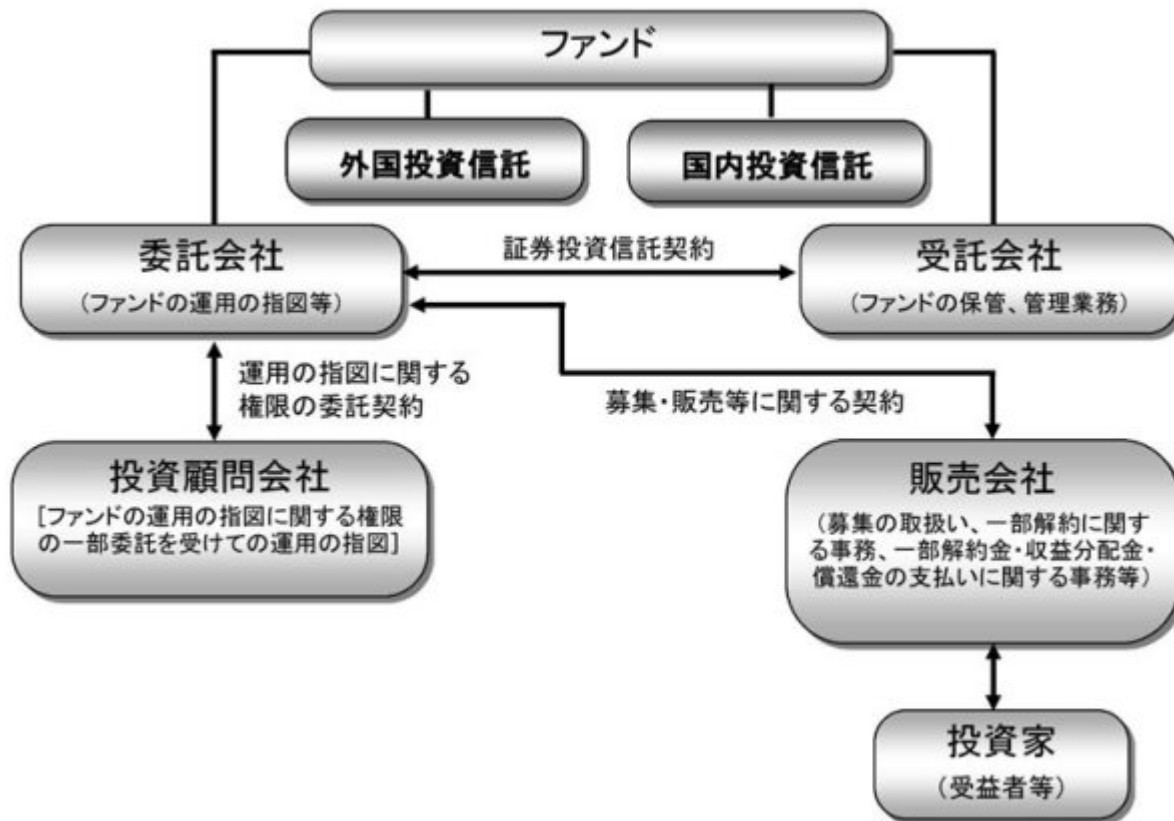 ファンド
外国投資信託
国内投資信託
委託会社
(ファンドの運用の指図等)
証券投資信託契約
受託会社
(ファンドの保管、管理業務)
運用の指図に関する
権限の委託契約
募集・販売等に関する契約
投資顧問会社
[ファンドの運用の指図に関する権限
の一部委託を受けての運用の指図]
販売会社
(募集の取扱い、一部解約に関す
る事務、一部解約金・収益分配金・
償還金の支払いに関する事務等)
投資家
(受益者等)